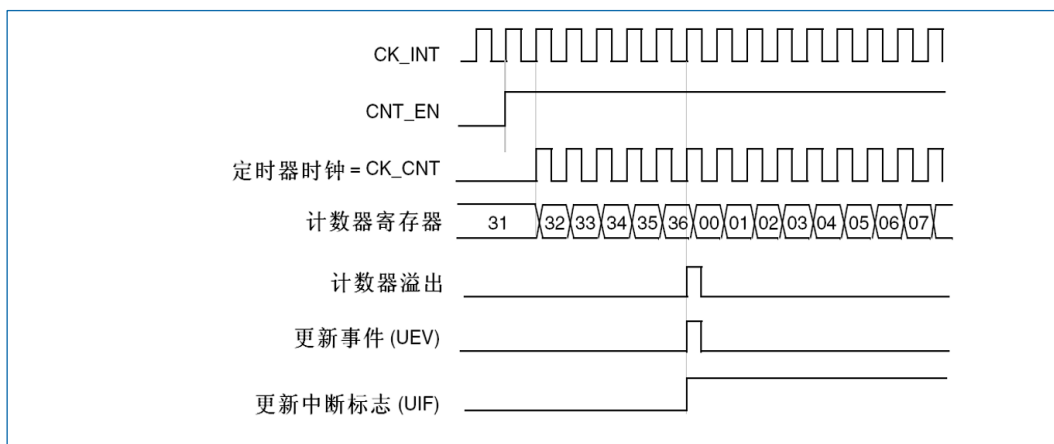 CK_INT
CNT_EN
定时器时钟 = CK_CNT
计数器寄存器 31 32 33 34 35 36 00 01 02 03 04 05 06 07
计数器溢出
更新事件 (UEV)
更新中断标志 (UIF)